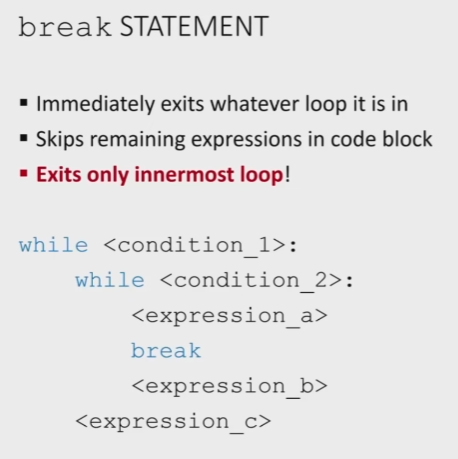 break STATEMENT
▪ Immediately exits whatever loop it is in
▪ Skips remaining expressions in code block
▪ Exits only innermost loop!
while <condition_1>:
    while <condition_2>:
        <expression_a>
        break
        <expression_b>
    <expression_c>